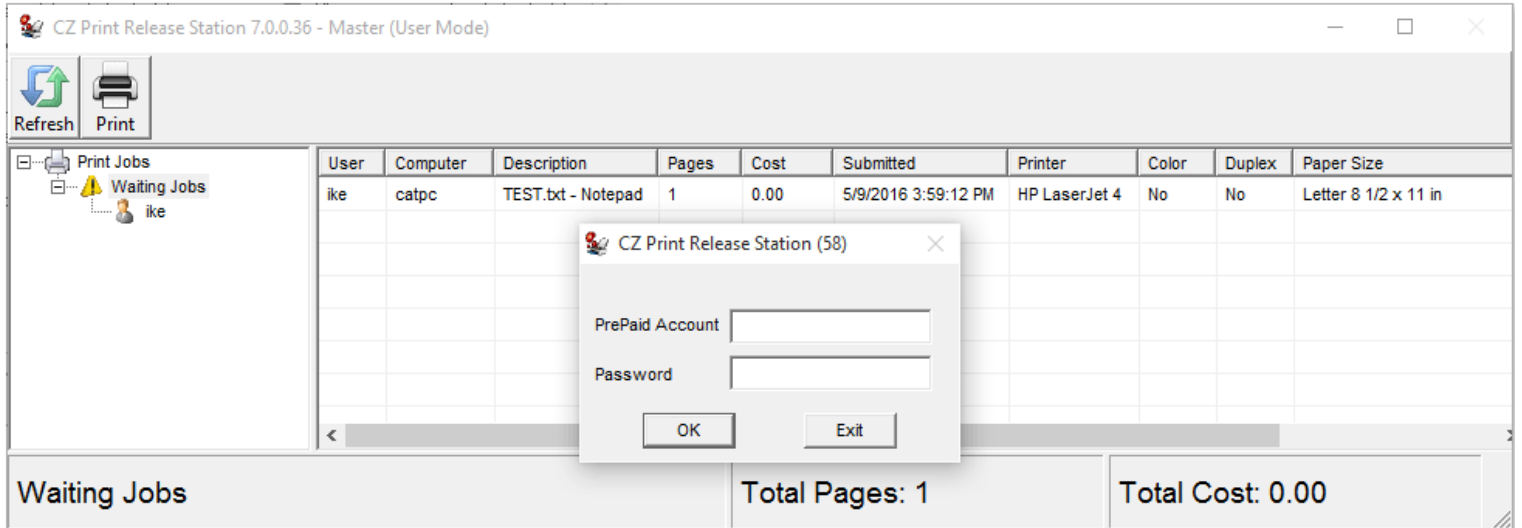 CZ Print Release Station 7.0.0.36 - Master (User Mode)
Refresh Print
Print Jobs
Waiting Jobs
ike
User Computer Description Pages Cost Submitted Printer Color Duplex Paper Size
ike catpc TEST.txt - Notepad 1 0.00 5/9/2016 3:59:12 PM HP LaserJet 4 No No Letter 8 1/2 x 11 in
CZ Print Release Station (58)
PrePaid Account
Password
OK Exit
Waiting Jobs Total Pages: 1 Total Cost: 0.00